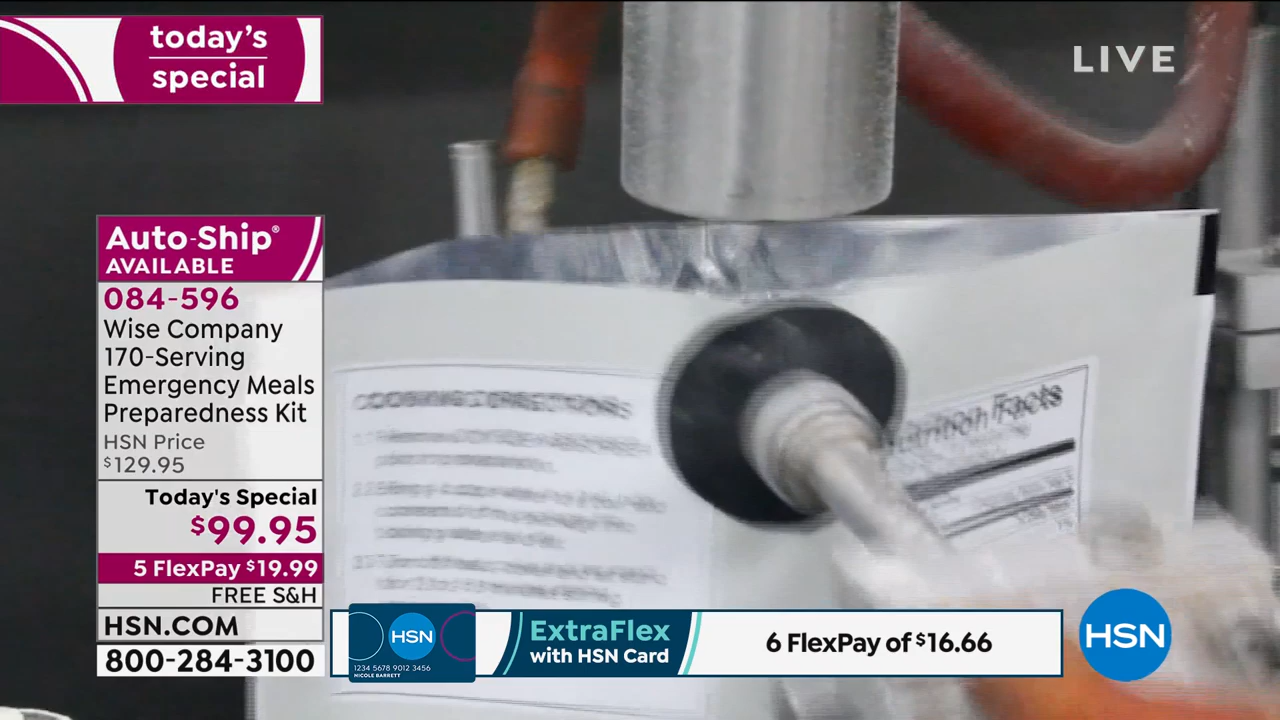 today's
special
LIVE
Auto-Ship®
AVAILABLE
084-596
Wise Company
170-Serving
Emergency Meals
Preparedness Kit
HSN Price
$129.95
Today's Special
$99.95
5 FlexPay $19.99
FREE S&H
HSN.COM
800-284-3100
HSN
1234 5678 9012 3456
NICOLE BARRETT
ExtraFlex
with HSN Card
6 FlexPay of $16.66
HSN
COOKING DIRECTIONS
Nutrition Facts